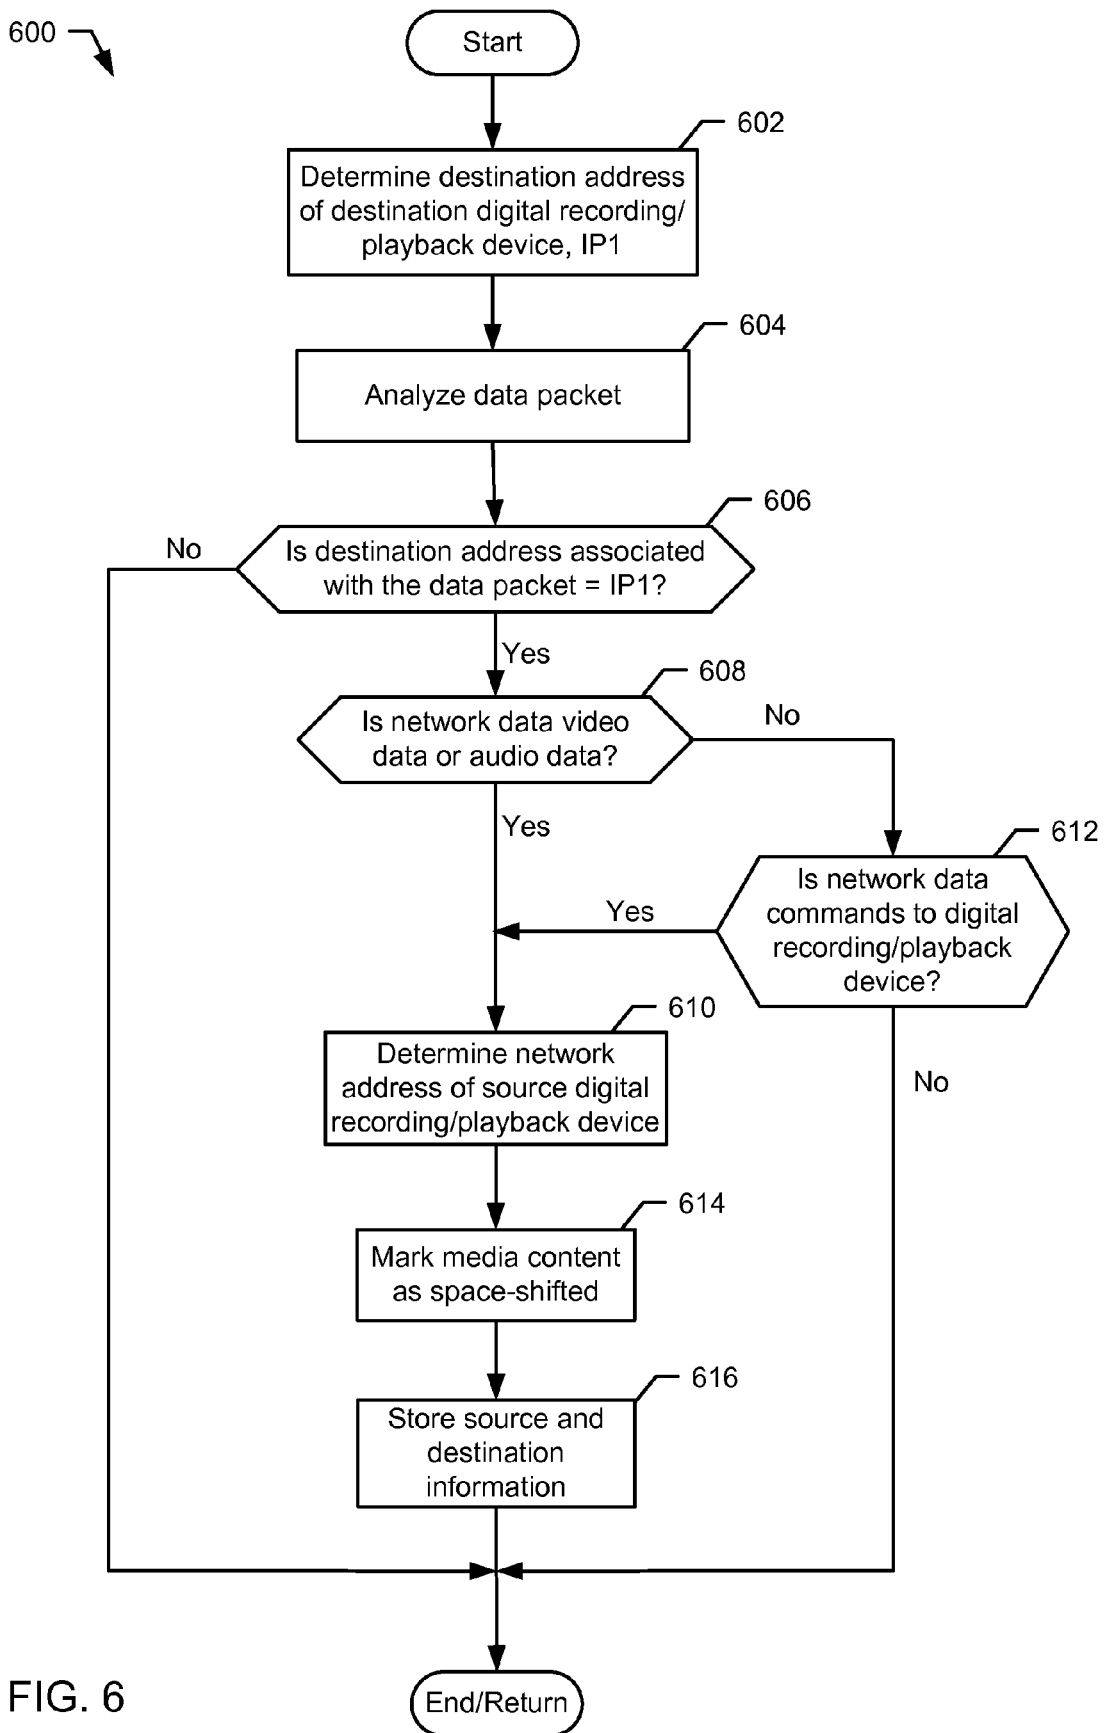 600
Start
602
Determine destination address
of destination digital recording/
playback device, IP1
604
Analyze data packet
606
No
Is destination address associated
with the data packet = IP1?
Yes
608
Is network data video
data or audio data?
No
Yes
612
Is network data
commands to digital
recording/playback
device?
Yes
610
Determine network
address of source digital
recording/playback device
No
614
Mark media content
as space-shifted
616
Store source and
destination
information
FIG. 6
End/Return